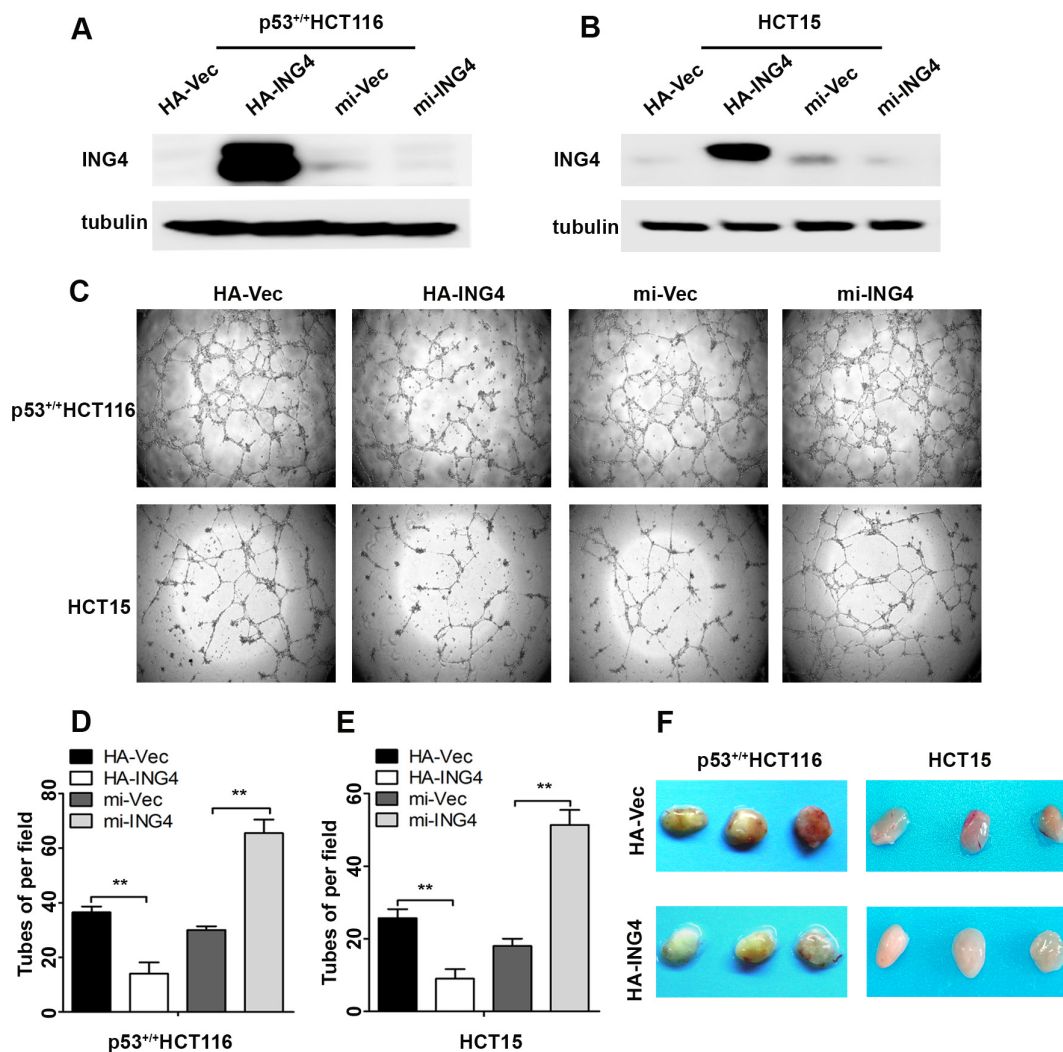 A
p53+/+HCT116
HA-Vec
HA-ING4
mi-Vec
mi-ING4
ING4
tubulin
B
HCT15
HA-Vec
HA-ING4
mi-Vec
mi-ING4
ING4
tubulin
C
HA-Vec
HA-ING4
mi-Vec
mi-ING4
p53+/+HCT116
HCT15
D
HA-Vec
HA-ING4
mi-Vec
mi-ING4
Tubes of per field
80
60
40
20
0
**
**
p53+/+HCT116
E
HA-Vec
HA-ING4
mi-Vec
mi-ING4
Tubes of per field
60
40
20
0
**
**
HCT15
F
p53+/+HCT116
HCT15
HA-Vec
HA-ING4